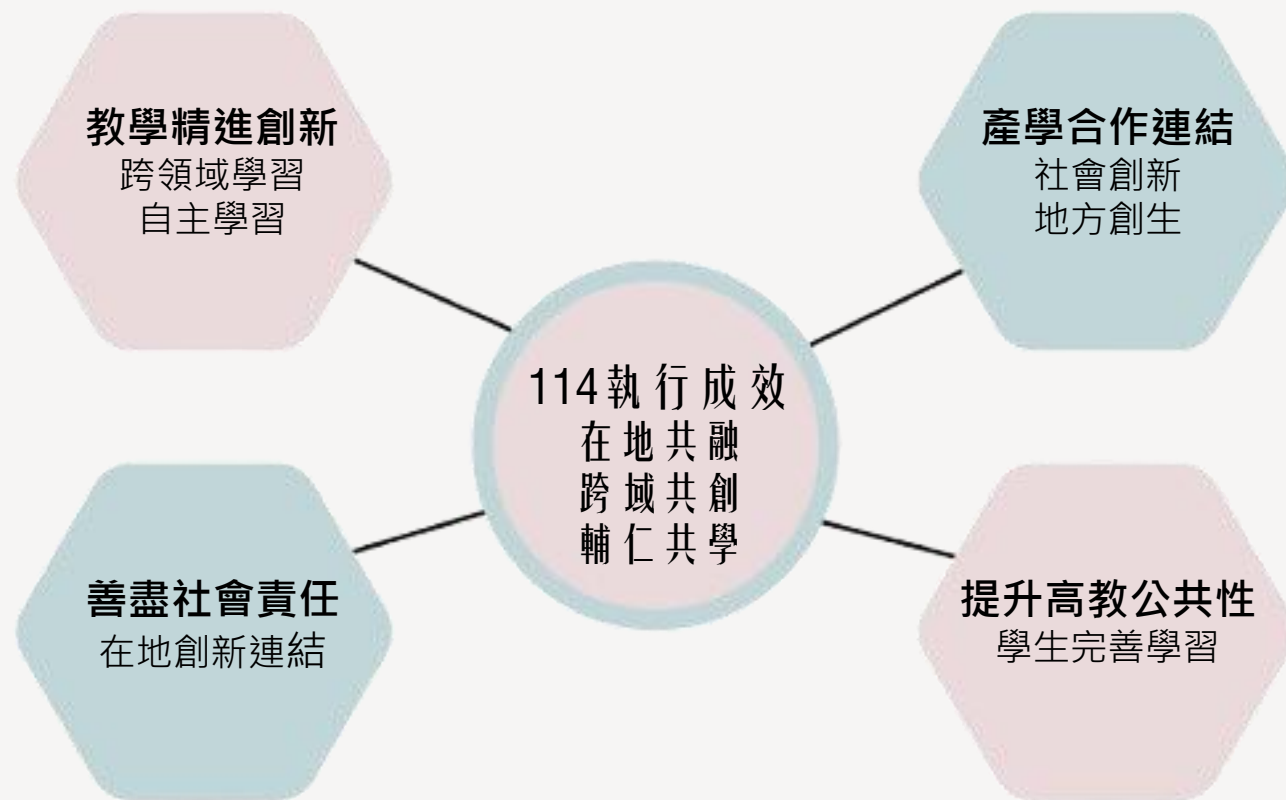 教學精進創新
跨領域學習
自主學習
產學合作連結
社會創新
地方創生
114執行成效
在地共融
跨域共創
輔仁共學
善盡社會責任
在地創新連結
提升高教公共性
學生完善學習